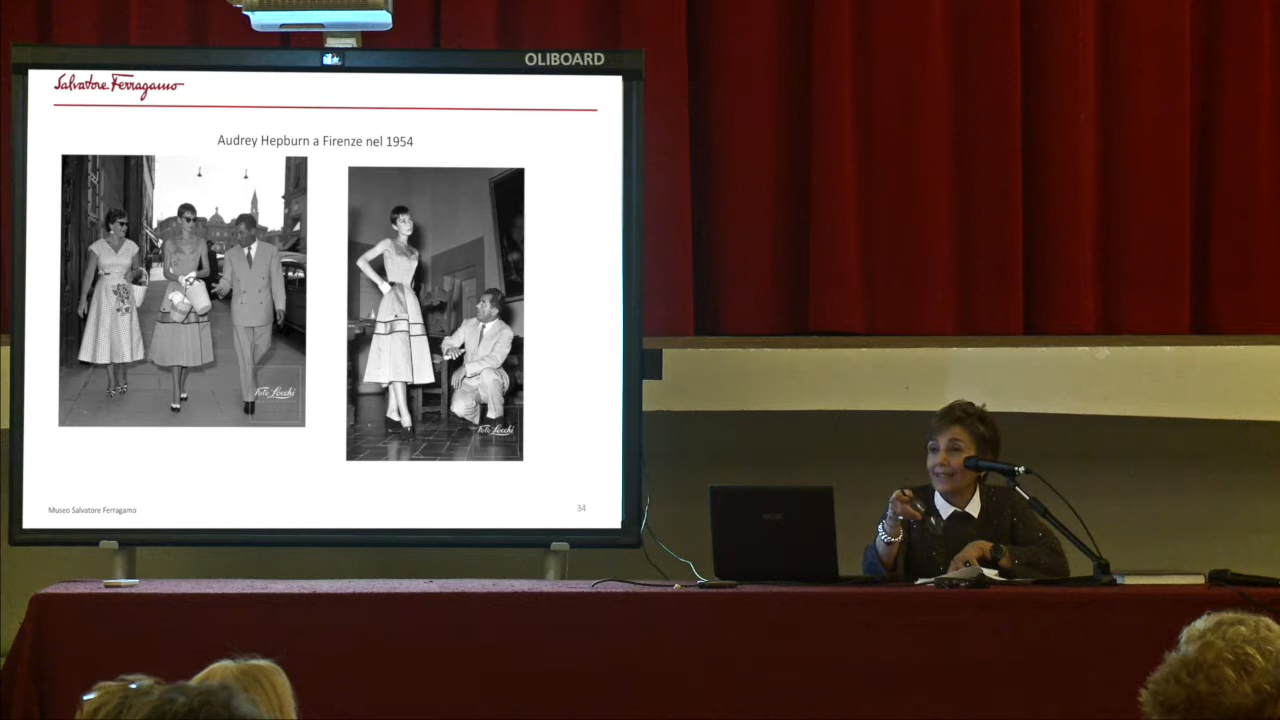 OLIBOARD
Salvatore Ferragamo
Audrey Hepburn a Firenze nel 1954
Foto Locchi
Foto Locchi
Museo Salvatore Ferragamo
34